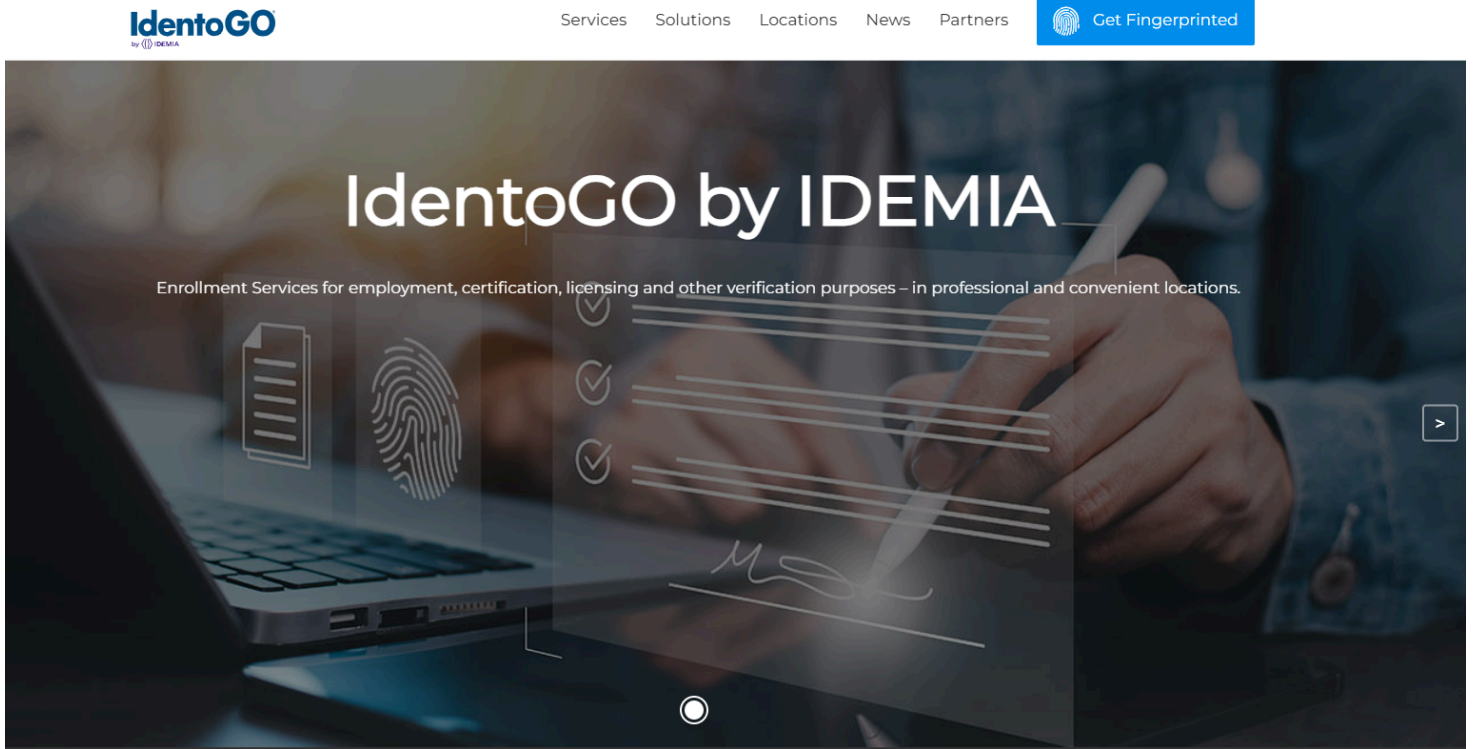 IdentoGO
by IDEMIA
Services Solutions Locations News Partners Get Fingerprinted
IdentoGO by IDEMIA
Enrollment Services for employment, certification, licensing and other verification purposes – in professional and convenient locations.
>